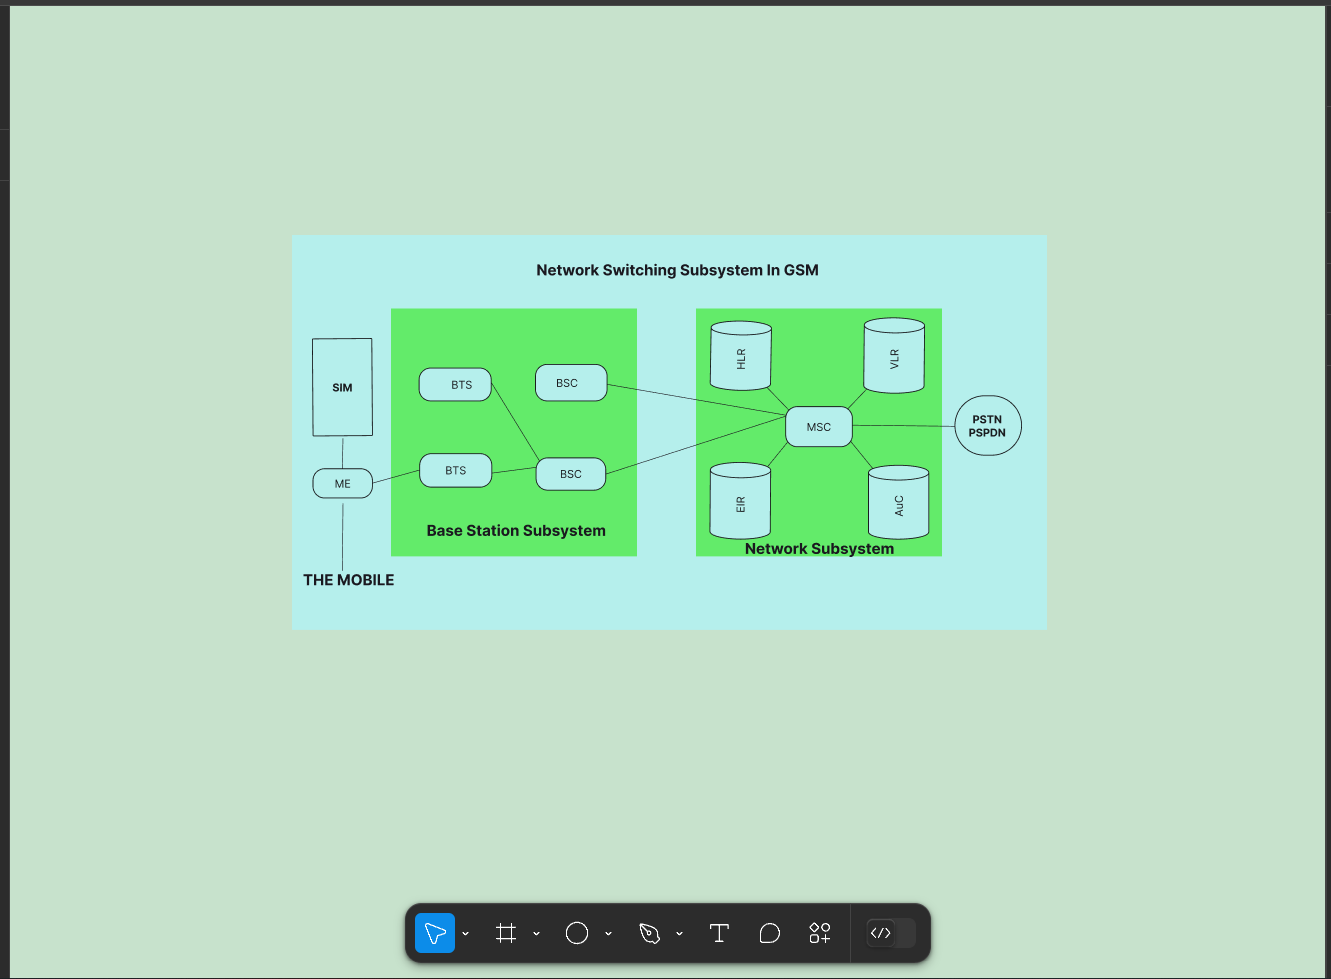 Network Switching Subsystem In GSM
SIM
ME
THE MOBILE
BTS
BSC
BTS
BSC
Base Station Subsystem
HLR
VLR
MSC
EIR
AuC
Network Subsystem
PSTN
PSPDN